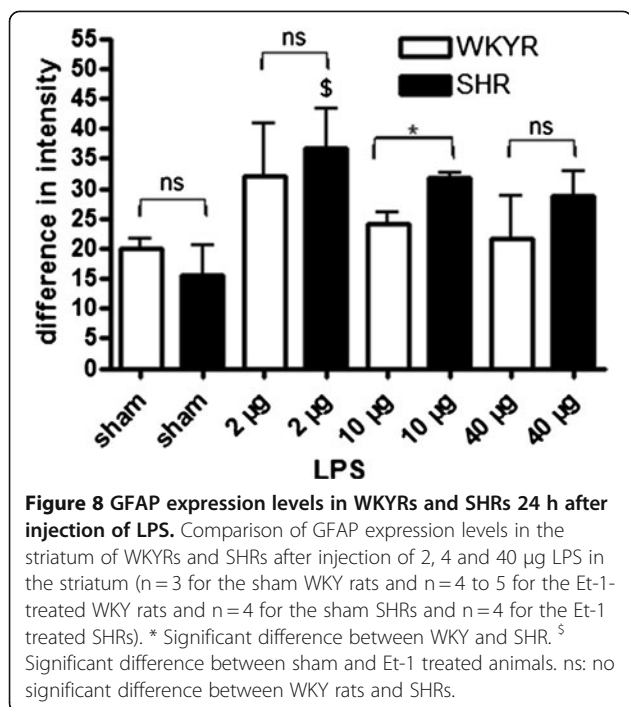 55
50
45
40
35
30
25
20
15
10
5
0
difference in intensity
ns
ns
$
*
ns
WKYR
SHR
sham
sham
2 µg
2 µg
10 µg
10 µg
40 µg
40 µg
LPS
Figure 8 GFAP expression levels in WKYRs and SHRs 24 h after
injection of LPS. Comparison of GFAP expression levels in the
striatum of WKYRs and SHRs after injection of 2, 4 and 40 µg LPS in
the striatum (n = 3 for the sham WKY rats and n = 4 to 5 for the Et-1-
treated WKY rats and n = 4 for the sham SHRs and n = 4 for the Et-1
treated SHRs). * Significant difference between WKY and SHR. $
Significant difference between sham and Et-1 treated animals. ns: no
significant difference between WKY rats and SHRs.